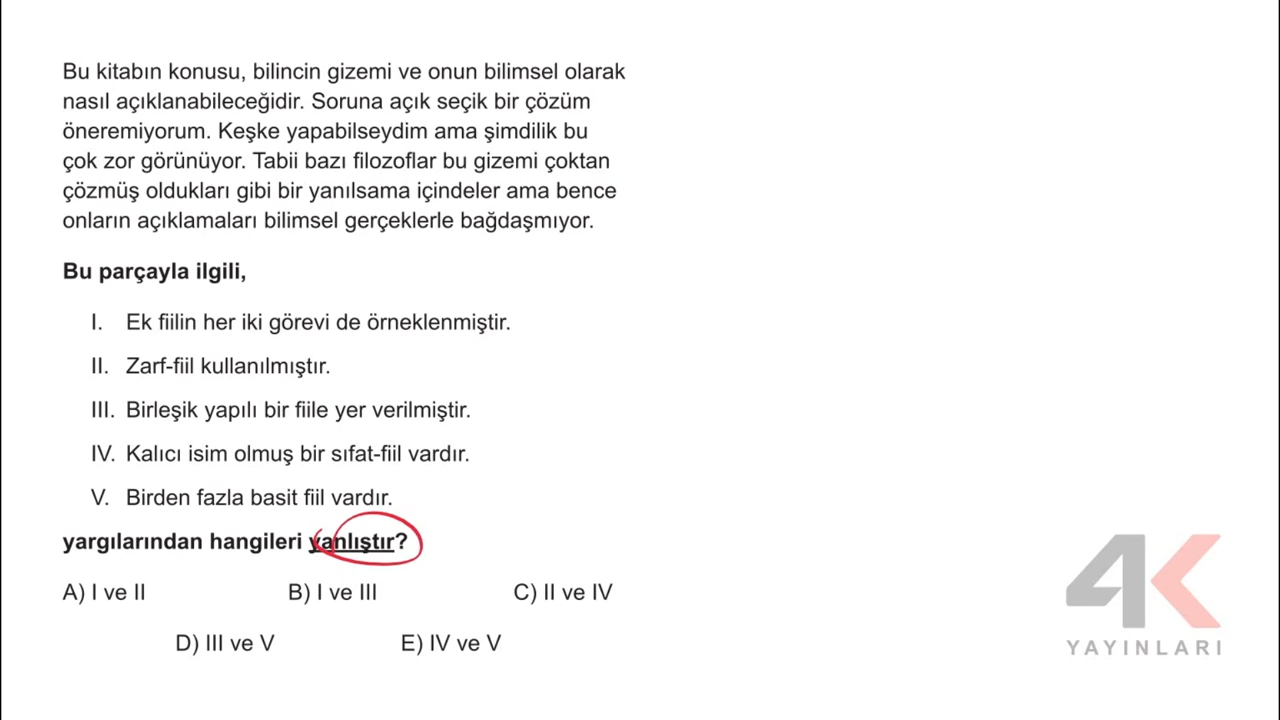 Bu kitabın konusu, bilincin gizemi ve onun bilimsel olarak
nasıl açıklanabileceğidir. Soruna açık seçik bir çözüm
öneremiyorum. Keşke yapabilseydim ama şimdilik bu
çok zor görünüyor. Tabii bazı filozoflar bu gizemi çoktan
çözmüş oldukları gibi bir yanılsama içindeler ama bence
onların açıklamaları bilimsel gerçeklerle bağdaşmıyor.
Bu parçayla ilgili,
I. Ek fiilin her iki görevi de örneklenmiştir.
II. Zarf-fiil kullanılmıştır.
III. Birleşik yapılı bir fiile yer verilmiştir.
IV. Kalıcı isim olmuş bir sıfat-fiil vardır.
V. Birden fazla basit fiil vardır.
yargılarından hangileri yanlıştır?
A) I ve II B) I ve III C) II ve IV
D) III ve V E) IV ve V
4K
YAYINLARI